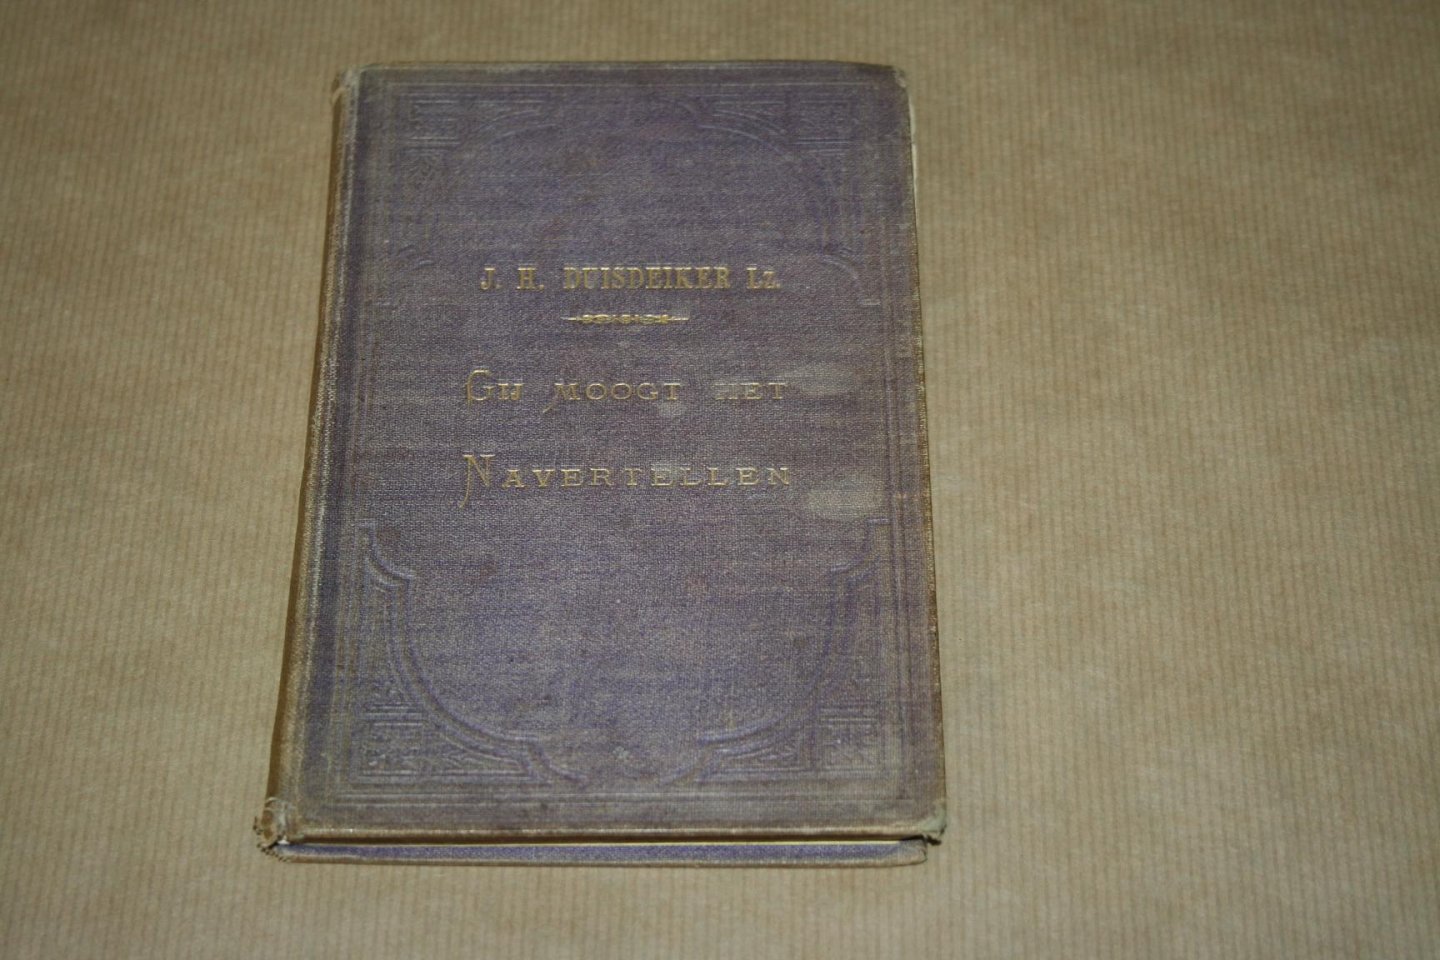 J. H. DUISDEIKER Lz.
GIJ MOOGT HET
NAVERTELLEN